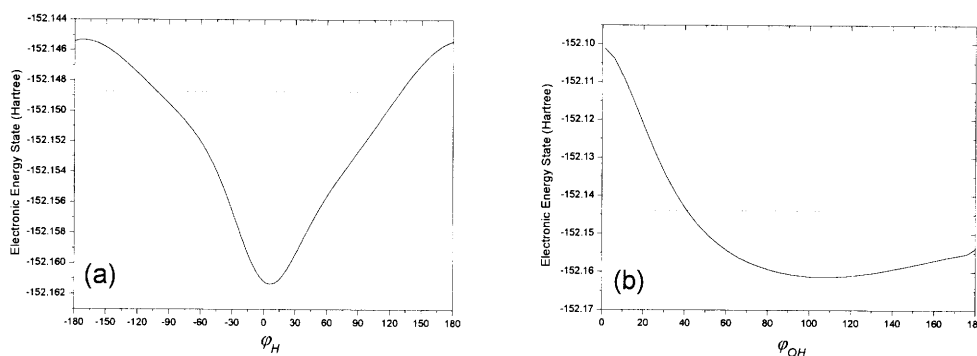 -152.144
-152.146
-152.148
-152.150
-152.152
-152.154
-152.156
-152.158
-152.160
-152.162
Electronic Energy State (Hartree)
(a)
-180 -150 -120 -90 -60 -30 0 30 60 90 120 150 180
φH
-152.10
-152.11
-152.12
-152.13
-152.14
-152.15
-152.16
-152.17
Electronic Energy State (Hartree)
(b)
0 20 40 60 80 100 120 140 160 180
φOH